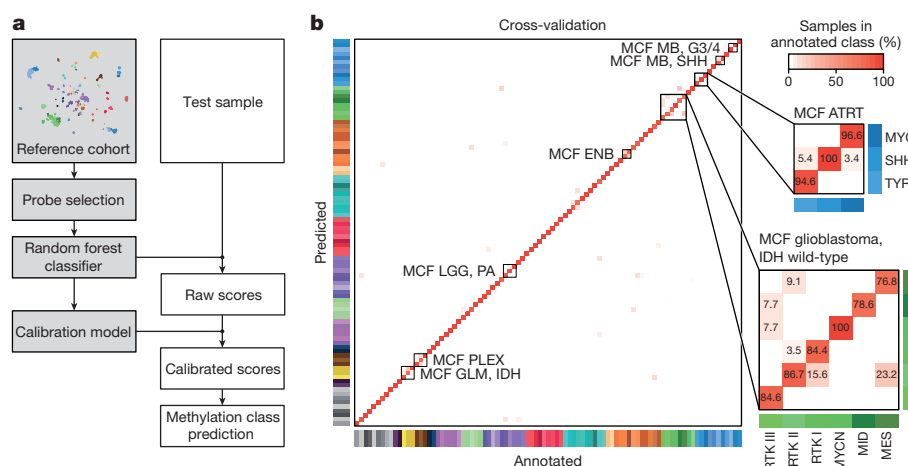 a
Reference cohort
Probe selection
Random forest
classifier
Calibration model
Test sample
Raw scores
Calibrated scores
Methylation class
prediction
b
Cross-validation
Predicted
Annotated
MCF MB, G3/4
MCF MB, SHH
MCF ENB
MCF LGG, PA
MCF PLEX
MCF GLM, IDH
Samples in
annotated class (%)
0 100
MCF ATRT
96.6
5.4 100 3.4
94.6
MYC
SHH
TYR
MCF glioblastoma,
IDH wild-type
9.1 76.8
7.7 78.6
7.7 100
3.5 84.4
86.7 15.6 23.2
84.6
RTK III
RTK II
RTK I
MYCN
MID
MES